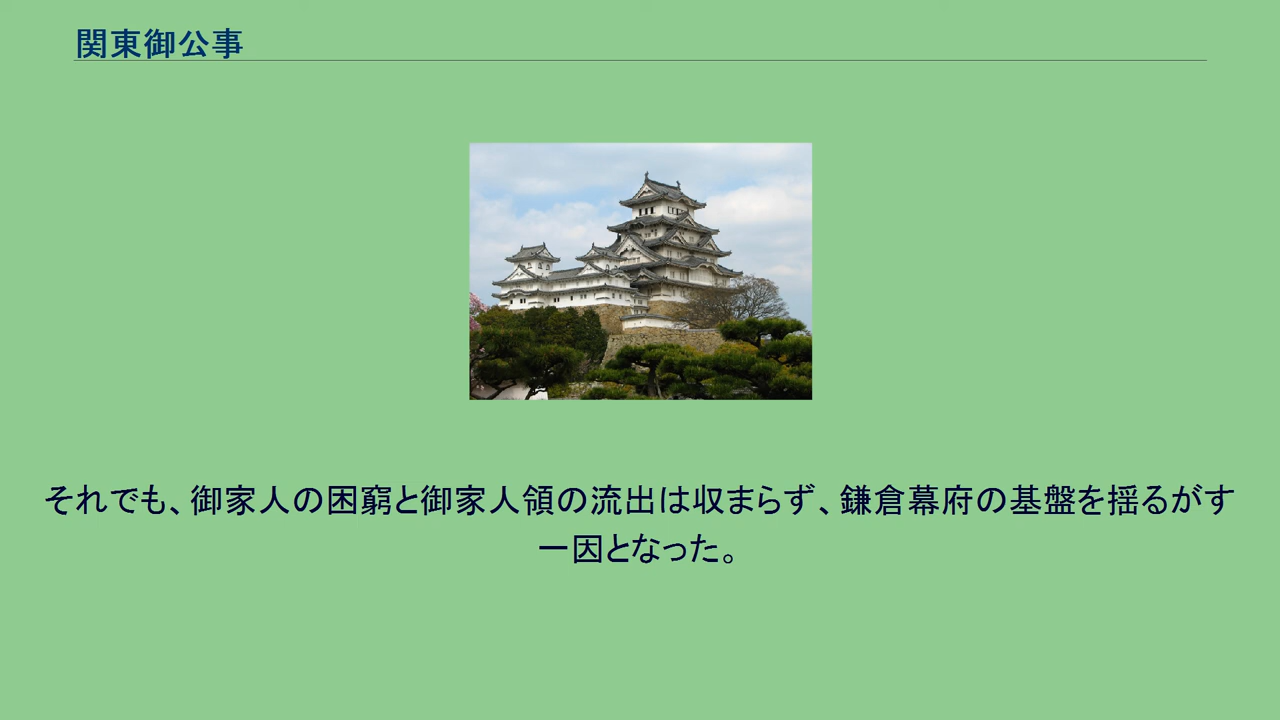 関東御公事
それでも、御家人の困窮と御家人領の流出は収まらず、鎌倉幕府の基盤を揺るがす
一因となった。